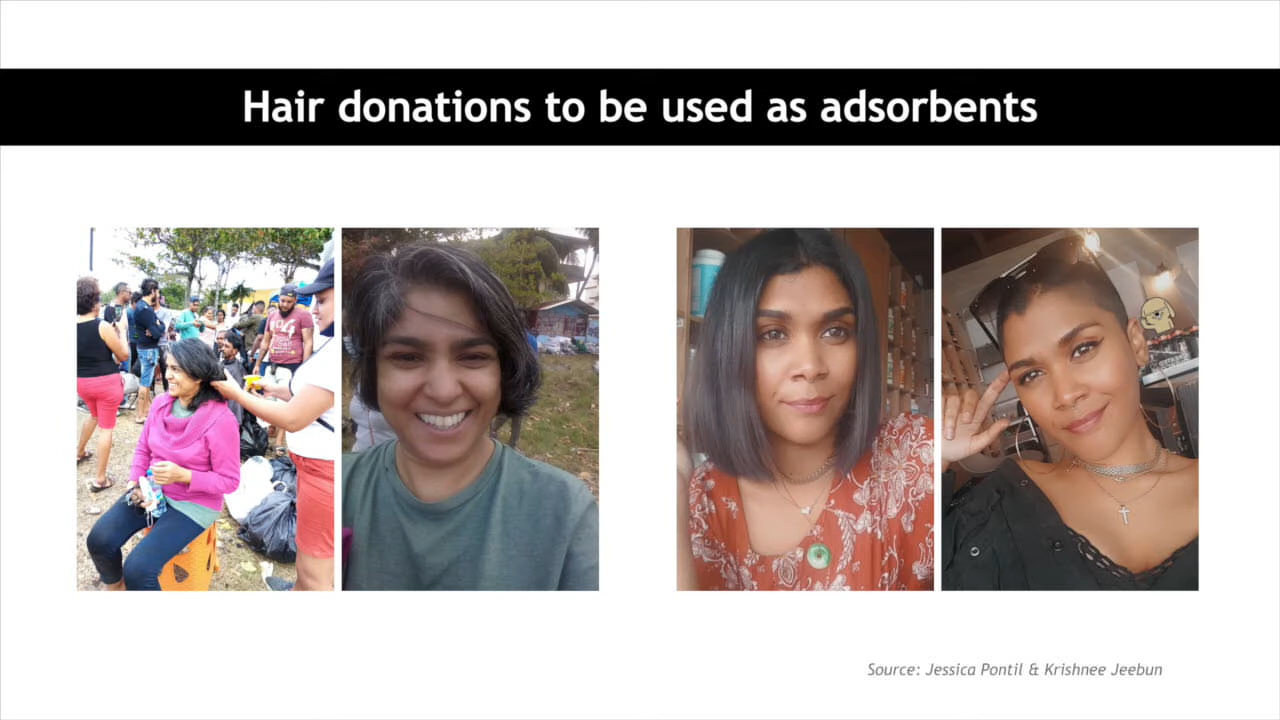 Hair donations to be used as adsorbents
Source: Jessica Pontil & Krishnee Jeebun